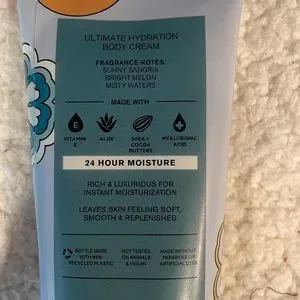 ULTIMATE HYDRATION
BODY CREAM
FRAGRANCE NOTES:
SUNNY SANGRIA
BRIGHT MELON
MISTY WATERS
MADE WITH
E
VITAMIN
E
ALOE
SHEA +
COCOA
BUTTERS
HYALURONIC
ACID
24 HOUR MOISTURE
RICH & LUXURIOUS FOR
INSTANT MOISTURIZATION
LEAVES SKIN FEELING SOFT,
SMOOTH & REPLENISHED
BOTTLE MADE
WITH
RECYCLED PLASTIC
NOT TESTED
ON ANIMALS
& VEGAN
MADE WITHOUT
PARABENS
ARTIFICIAL DYES